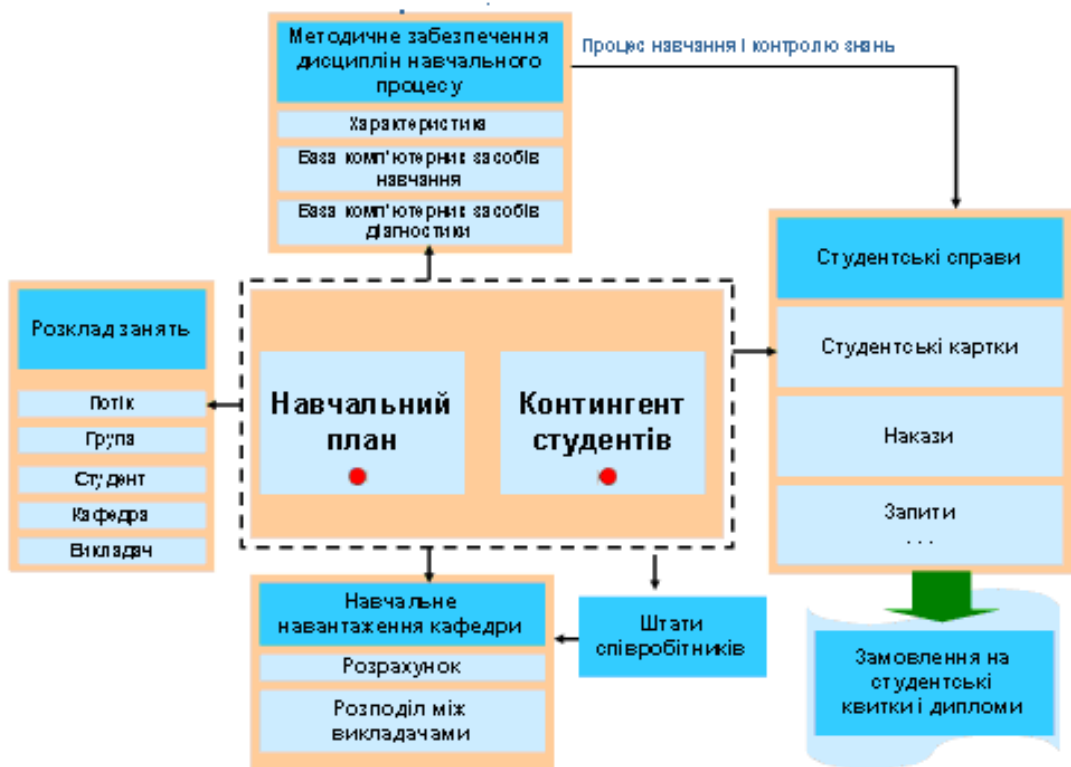 Методичне забезпечення
дисциплін навчального
процесу
Характеристика
База комп'ютерних засобів
навчання
База комп'ютерних засобів
діагностики
Процес навчання і контролю знань
Студентські справи
Студентські картки
Накази
Запити
. . .
Розклад занять
Потік
Група
Студент
Кафедра
Викладач
Навчальний
план
Контингент
студентів
Навчальне
навантаження кафедри
Розрахунок
Розподіл між
викладачами
Штати
співробітників
Замовлення на
студентські
квитки і дипломи